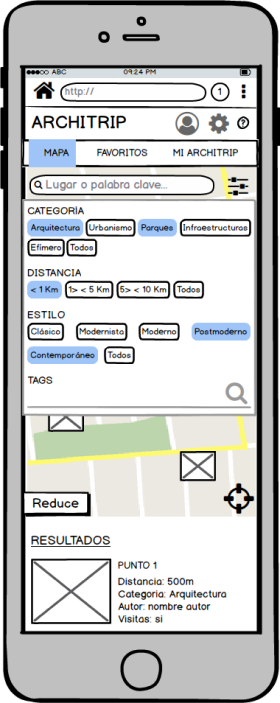 ABC 09:24 PM
http:// 1
ARCHITRIP ?
MAPA FAVORITOS MI ARCHITRIP
Lugar o palabra clave...
CATEGORÍA
Arquitectura Urbanismo Parques Infraestructuras
Efímero Todos
DISTANCIA
< 1 Km 1> < 5 Km 5> < 10 Km Todos
ESTILO
Clásico Modernista Moderno Postmoderno
Contemporáneo Todos
TAGS
Reduce
RESULTADOS
PUNTO 1
Distancia: 500m
Categoria: Arquitectura
Autor: nombre autor
Visitas: si